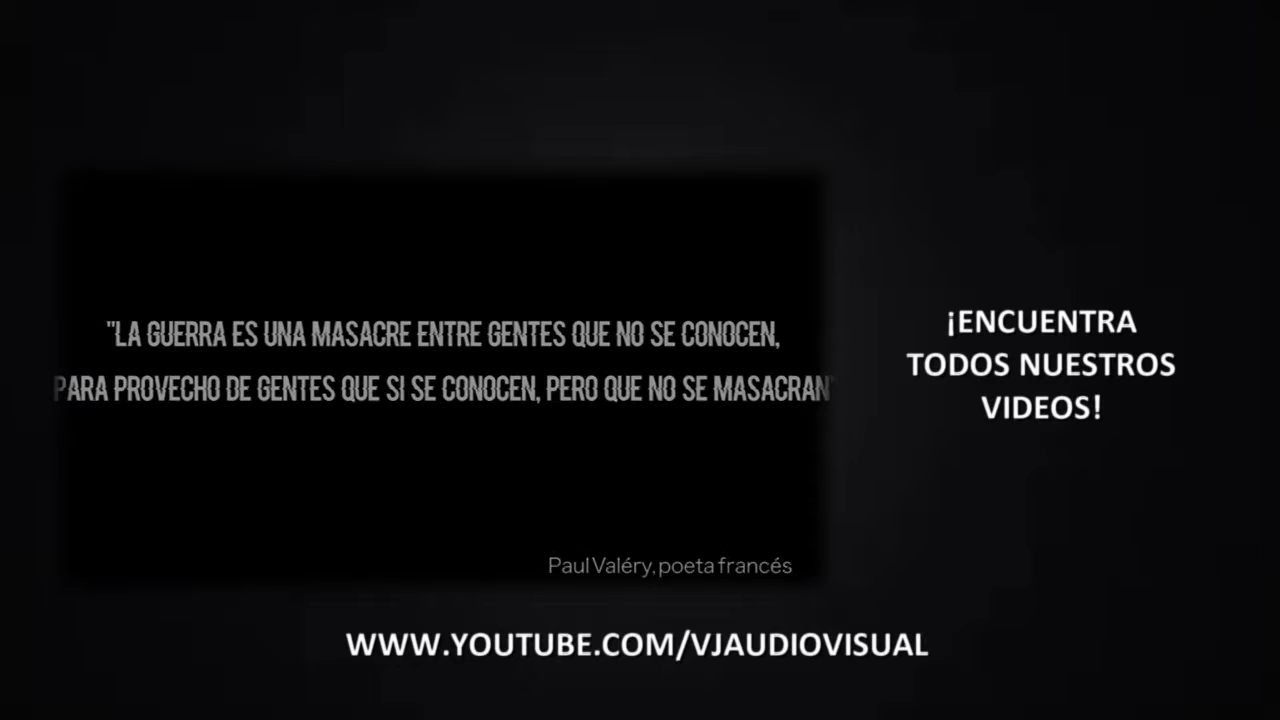 "LA GUERRA ES UNA MASACRE ENTRE GENTES QUE NO SE CONOCEN,
PARA PROVECHO DE GENTES QUE SI SE CONOCEN, PERO QUE NO SE MASACRAN"
Paul Valéry, poeta francés
¡ENCUENTRA
TODOS NUESTROS
VIDEOS!
WWW.YOUTUBE.COM/VJAUDIOVISUAL